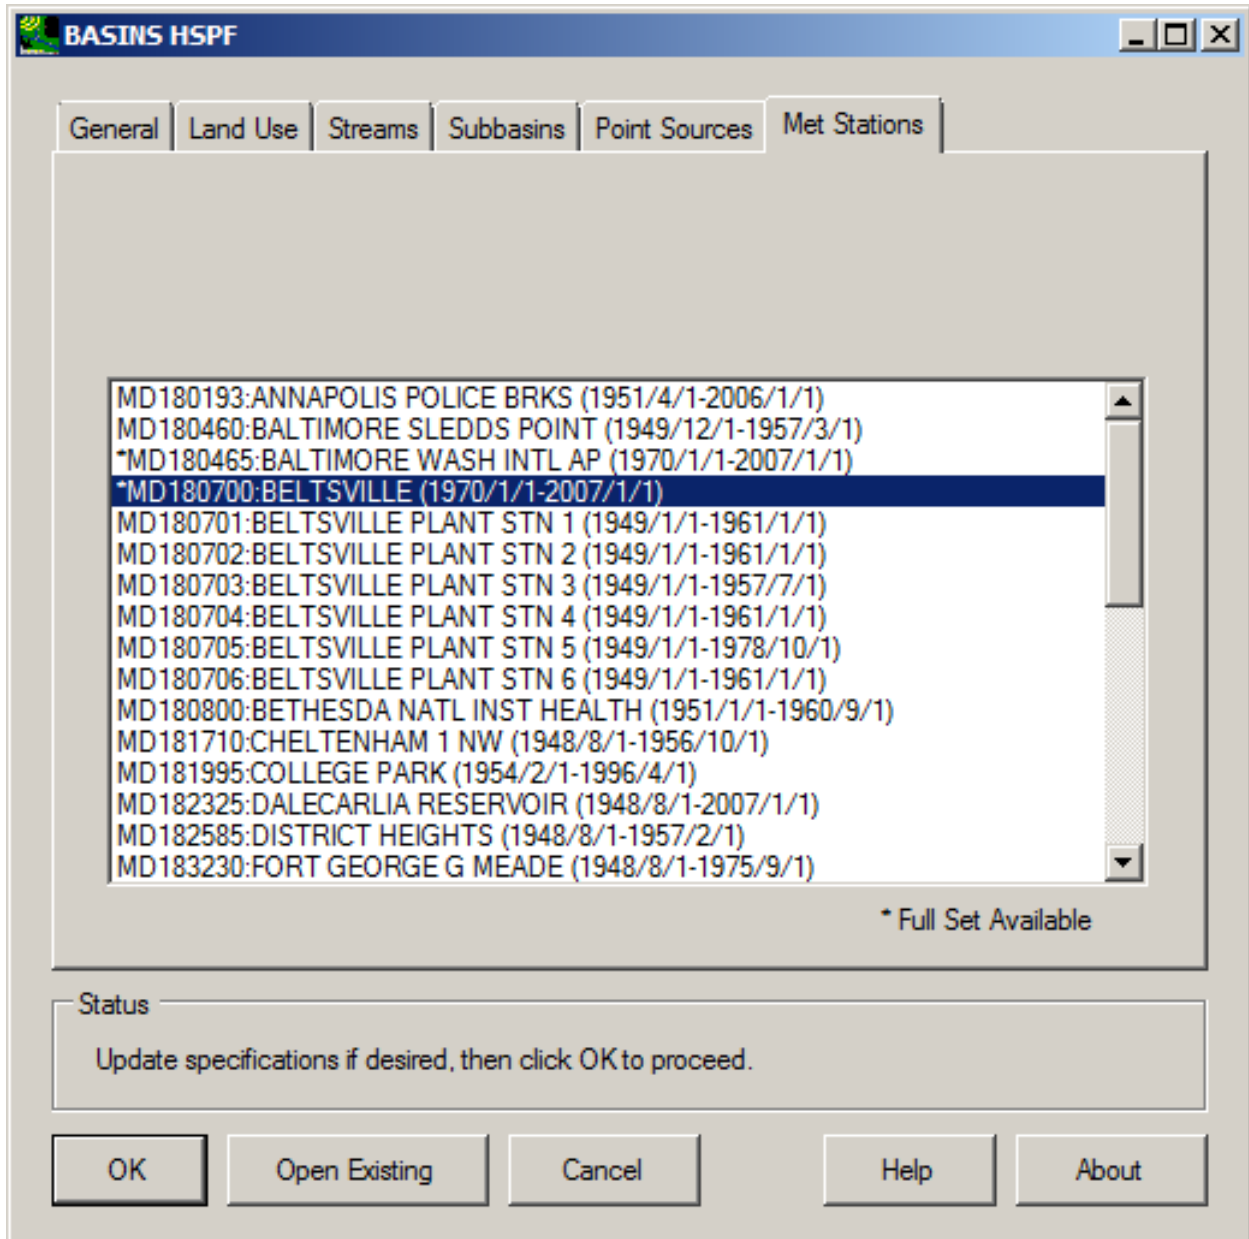 BASINS HSPF
General Land Use Streams Subbasins Point Sources Met Stations
MD180193:ANNAPOLIS POLICE BRKS (1951/4/1-2006/1/1)
MD180460:BALTIMORE SLEDDS POINT (1949/12/1-1957/3/1)
*MD180465:BALTIMORE WASH INTL AP (1970/1/1-2007/1/1)
*MD180700:BELTSVILLE (1970/1/1-2007/1/1)
MD180701:BELTSVILLE PLANT STN 1 (1949/1/1-1961/1/1)
MD180702:BELTSVILLE PLANT STN 2 (1949/1/1-1961/1/1)
MD180703:BELTSVILLE PLANT STN 3 (1949/1/1-1957/7/1)
MD180704:BELTSVILLE PLANT STN 4 (1949/1/1-1961/1/1)
MD180705:BELTSVILLE PLANT STN 5 (1949/1/1-1978/10/1)
MD180706:BELTSVILLE PLANT STN 6 (1949/1/1-1961/1/1)
MD180800:BETHESDA NATL INST HEALTH (1951/1/1-1960/9/1)
MD181710:CHELTENHAM 1 NW (1948/8/1-1956/10/1)
MD181995:COLLEGE PARK (1954/2/1-1996/4/1)
MD182325:DALECARLIA RESERVOIR (1948/8/1-2007/1/1)
MD182585:DISTRICT HEIGHTS (1948/8/1-1957/2/1)
MD183230:FORT GEORGE G MEADE (1948/8/1-1975/9/1)
* Full Set Available
Status
Update specifications if desired, then click OK to proceed.
OK Open Existing Cancel Help About